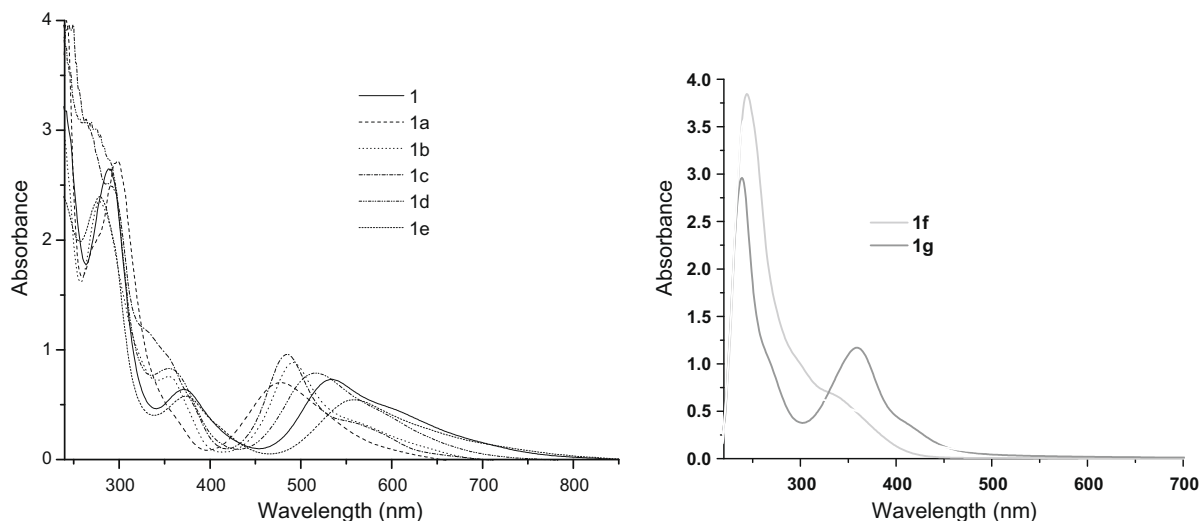 4
3
2
1
0
Absorbance
300 400 500 600 700 800
Wavelength (nm)
1
1a
1b
1c
1d
1e
4.0
3.5
3.0
2.5
2.0
1.5
1.0
0.5
0.0
Absorbance
300 400 500 600 700
Wavelength (nm)
1f
1g